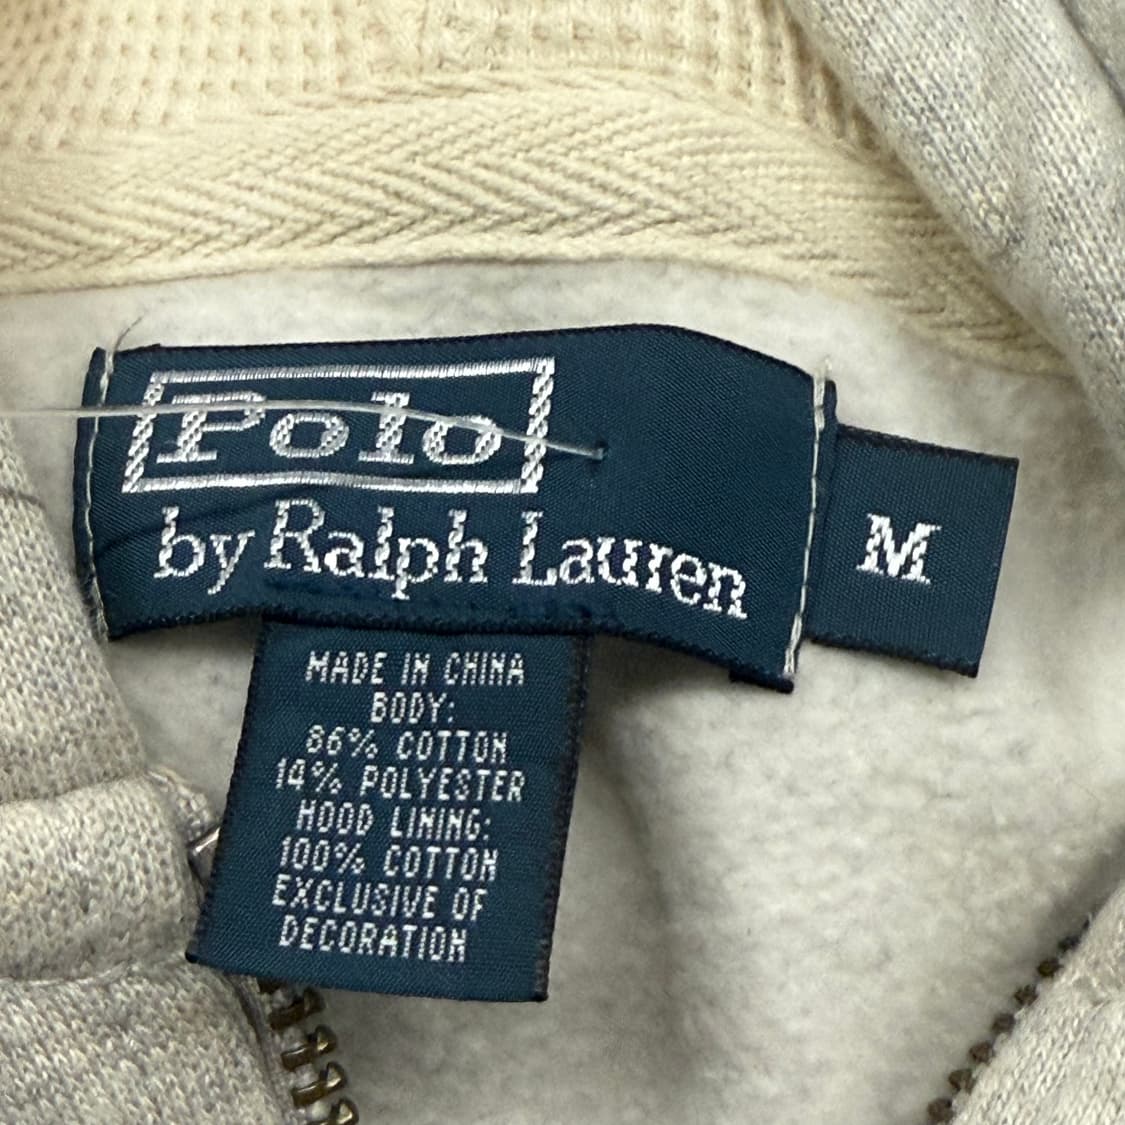 Polo
by Ralph Lauren
M
MADE IN CHINA
BODY:
86% COTTON
14% POLYESTER
HOOD LINING:
100% COTTON
EXCLUSIVE OF
DECORATION